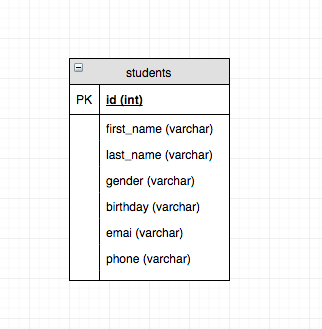 students
PK id (int)
first_name (varchar)
last_name (varchar)
gender (varchar)
birthday (varchar)
emai (varchar)
phone (varchar)